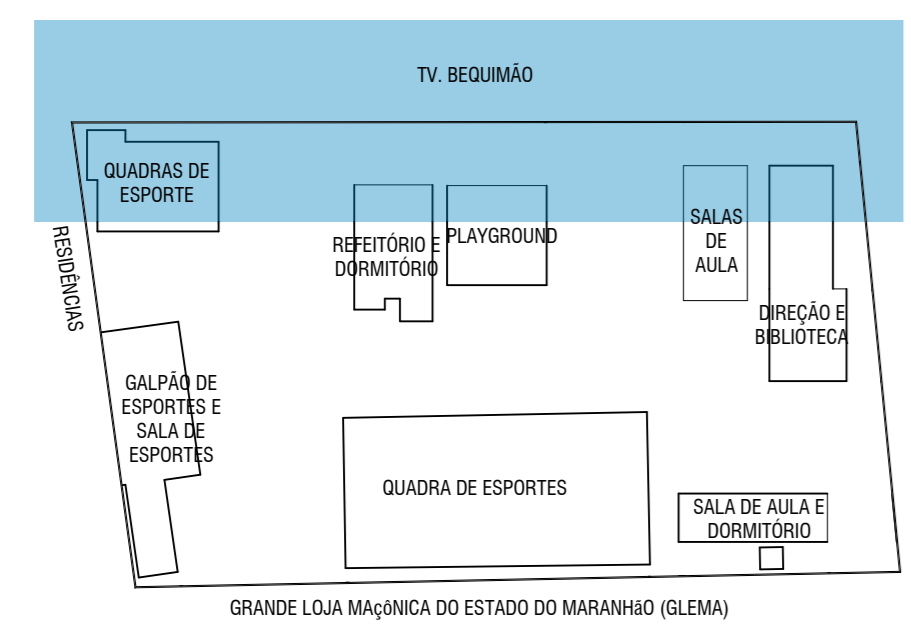 TV. BEQUIMÃO
QUADRAS DE
ESPORTE
RESIDÊNCIAS
REFEITÓRIO E
DORMITÓRIO
PLAYGROUND
SALAS
DE
AULA
DIREÇÃO E
BIBLIOTECA
GALPÃO DE
ESPORTES E
SALA DE
ESPORTES
QUADRA DE ESPORTES
SALA DE AULA E
DORMITÓRIO
GRANDE LOJA MAçôNICA DO ESTADO DO MARANHãO (GLEMA)